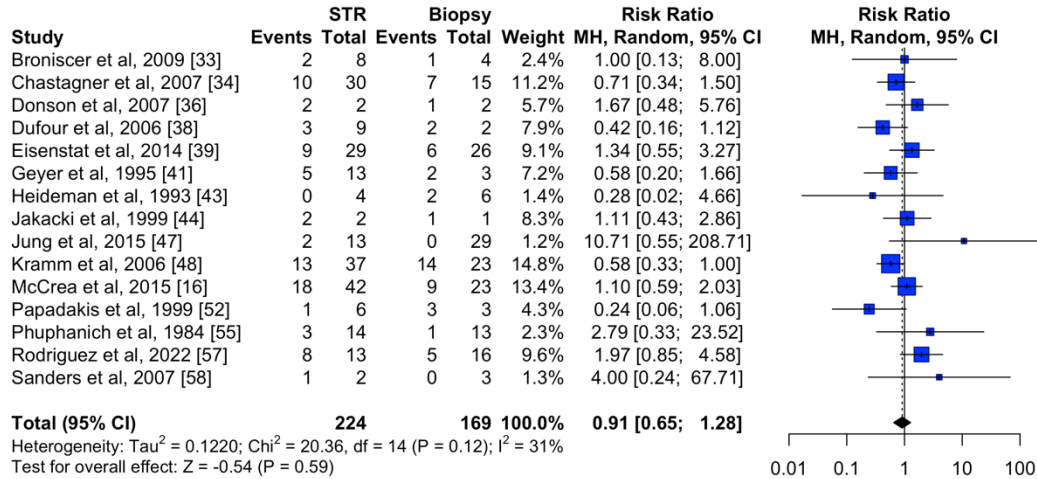 STR Biopsy Risk Ratio Risk Ratio
Study Events Total Events Total Weight MH, Random, 95% CI MH, Random, 95% CI
Broniscer et al, 2009 [33] 2 8 1 4 2.4% 1.00 [0.13; 8.00]
Chastagner et al, 2007 [34] 10 30 7 15 11.2% 0.71 [0.34; 1.50]
Donson et al, 2007 [36] 2 2 1 2 5.7% 1.67 [0.48; 5.76]
Dufour et al, 2006 [38] 3 9 2 2 7.9% 0.42 [0.16; 1.12]
Eisenstat et al, 2014 [39] 9 29 6 26 9.1% 1.34 [0.55; 3.27]
Geyer et al, 1995 [41] 5 13 2 3 7.2% 0.58 [0.20; 1.66]
Heideman et al, 1993 [43] 0 4 2 6 1.4% 0.28 [0.02; 4.66]
Jakacki et al, 1999 [44] 2 2 1 1 8.3% 1.11 [0.43; 2.86]
Jung et al, 2015 [47] 2 13 0 29 1.2% 10.71 [0.55; 208.71]
Kramm et al, 2006 [48] 13 37 14 23 14.8% 0.58 [0.33; 1.00]
McCrea et al, 2015 [16] 18 42 9 23 13.4% 1.10 [0.59; 2.03]
Papadakis et al, 1999 [52] 1 6 3 3 4.3% 0.24 [0.06; 1.06]
Phuphanich et al, 1984 [55] 3 14 1 13 2.3% 2.79 [0.33; 23.52]
Rodriguez et al, 2022 [57] 8 13 5 16 9.6% 1.97 [0.85; 4.58]
Sanders et al, 2007 [58] 1 2 0 3 1.3% 4.00 [0.24; 67.71]
Total (95% CI) 224 169 100.0% 0.91 [0.65; 1.28]
Heterogeneity: Tau² = 0.1220; Chi² = 20.36, df = 14 (P = 0.12); I² = 31%
Test for overall effect: Z = -0.54 (P = 0.59)
0.01 0.1 1 10 100